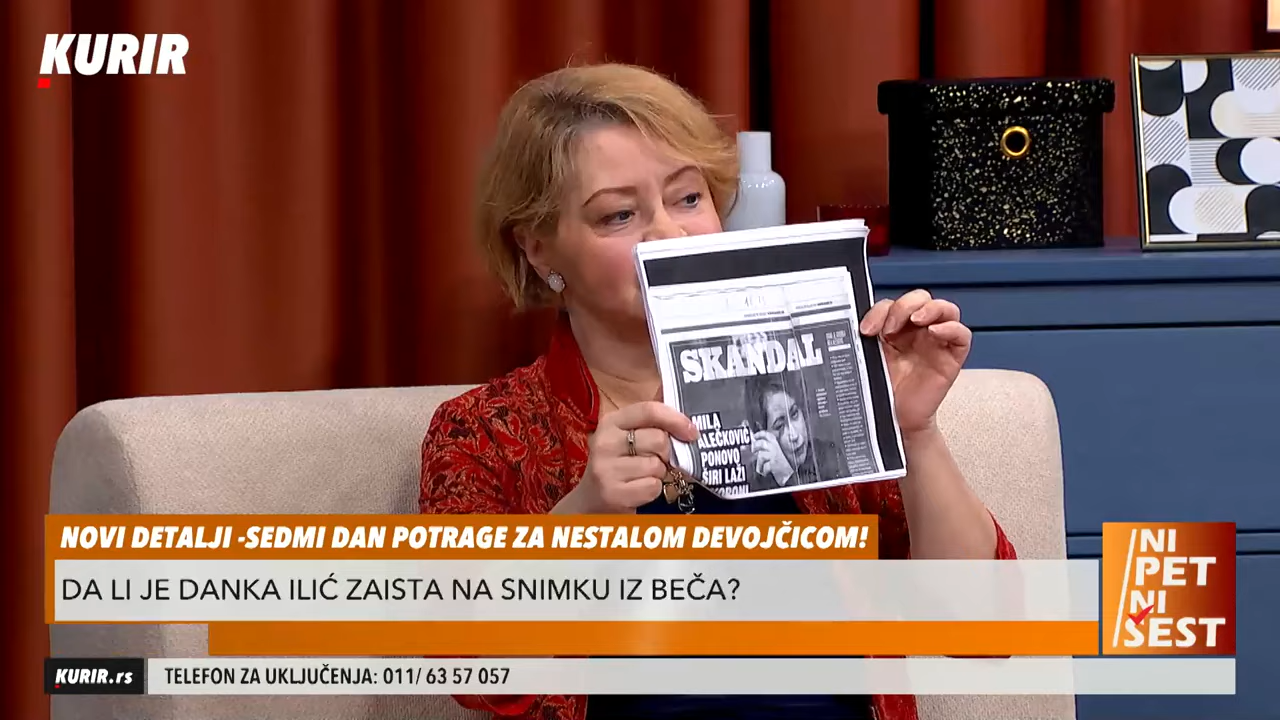 KURIR
SKANDAL
MILA
ALEČKOVIĆ
PONOVO
ŠIRI LAŽI
NOVI DETALJI -SEDMI DAN POTRAGE ZA NESTALOM DEVOJČICOM!
DA LI JE DANKA ILIĆ ZAISTA NA SNIMKU IZ BEČA?
NI
PET
NI
ŠEST
KURIR.rs
TELEFON ZA UKLJUČENJA: 011/ 63 57 057